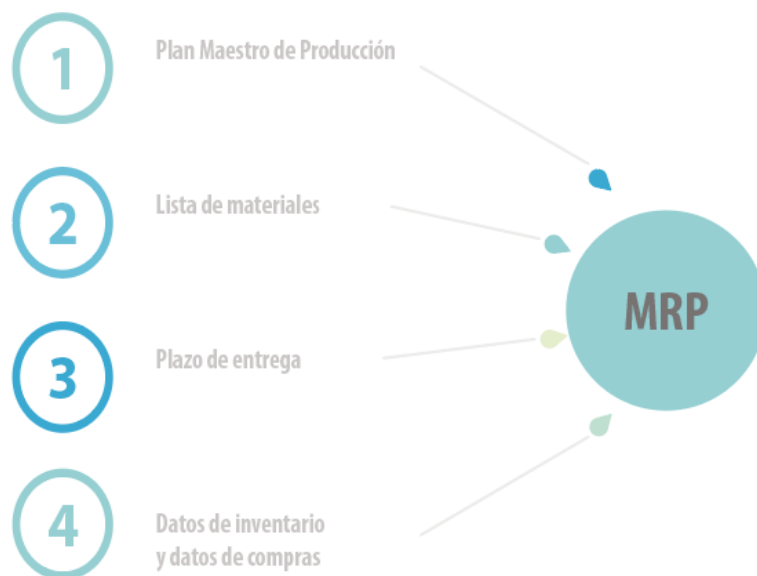 1
Plan Maestro de Producción
2
Lista de materiales
MRP
3
Plazo de entrega
4
Datos de inventario
y datos de compras